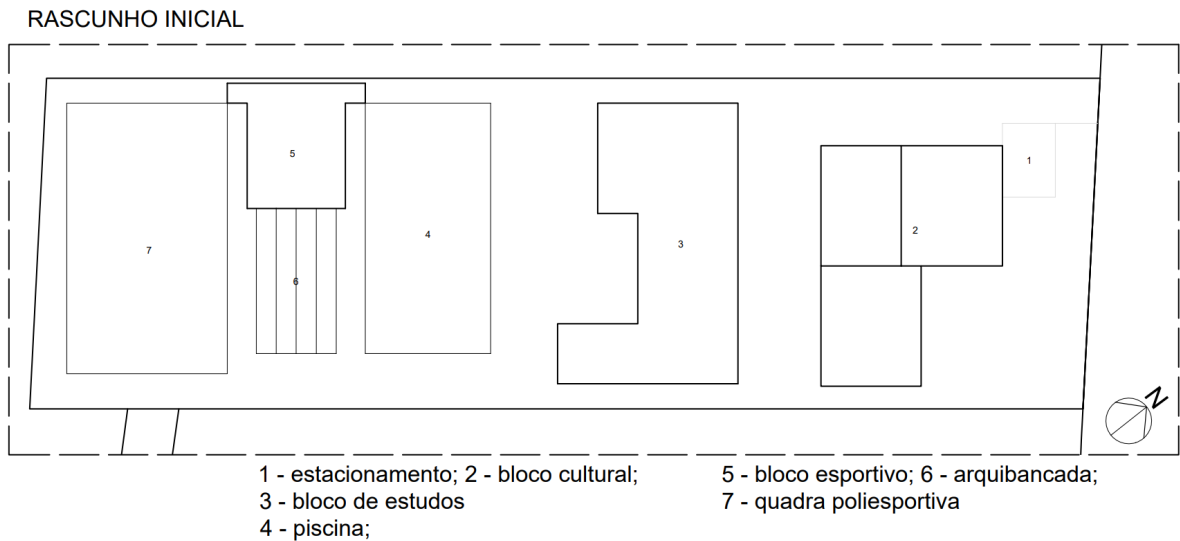 RASCUNHO INICIAL
5
1
2
4
3
7
6
N
1 - estacionamento; 2 - bloco cultural;
3 - bloco de estudos
4 - piscina;
5 - bloco esportivo; 6 - arquibancada;
7 - quadra poliesportiva